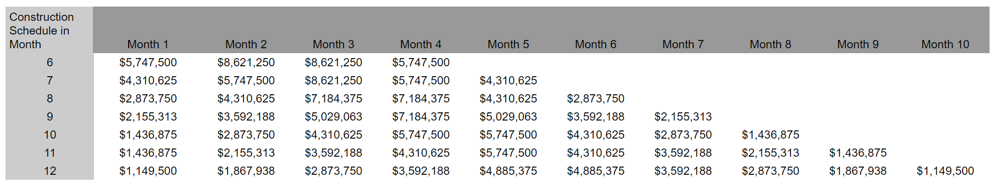 Construction
Schedule in
Month Month 1 Month 2 Month 3 Month 4 Month 5 Month 6 Month 7 Month 8 Month 9 Month 10
6 $5,747,500 $8,621,250 $8,621,250 $5,747,500
7 $4,310,625 $5,747,500 $8,621,250 $5,747,500 $4,310,625
8 $2,873,750 $4,310,625 $7,184,375 $7,184,375 $4,310,625 $2,873,750
9 $2,155,313 $3,592,188 $5,029,063 $7,184,375 $5,029,063 $3,592,188 $2,155,313
10 $1,436,875 $2,873,750 $4,310,625 $5,747,500 $5,747,500 $4,310,625 $2,873,750 $1,436,875
11 $1,436,875 $2,155,313 $3,592,188 $4,310,625 $5,747,500 $4,310,625 $3,592,188 $2,155,313 $1,436,875
12 $1,149,500 $1,867,938 $2,873,750 $3,592,188 $4,885,375 $4,885,375 $3,592,188 $2,873,750 $1,867,938 $1,149,500